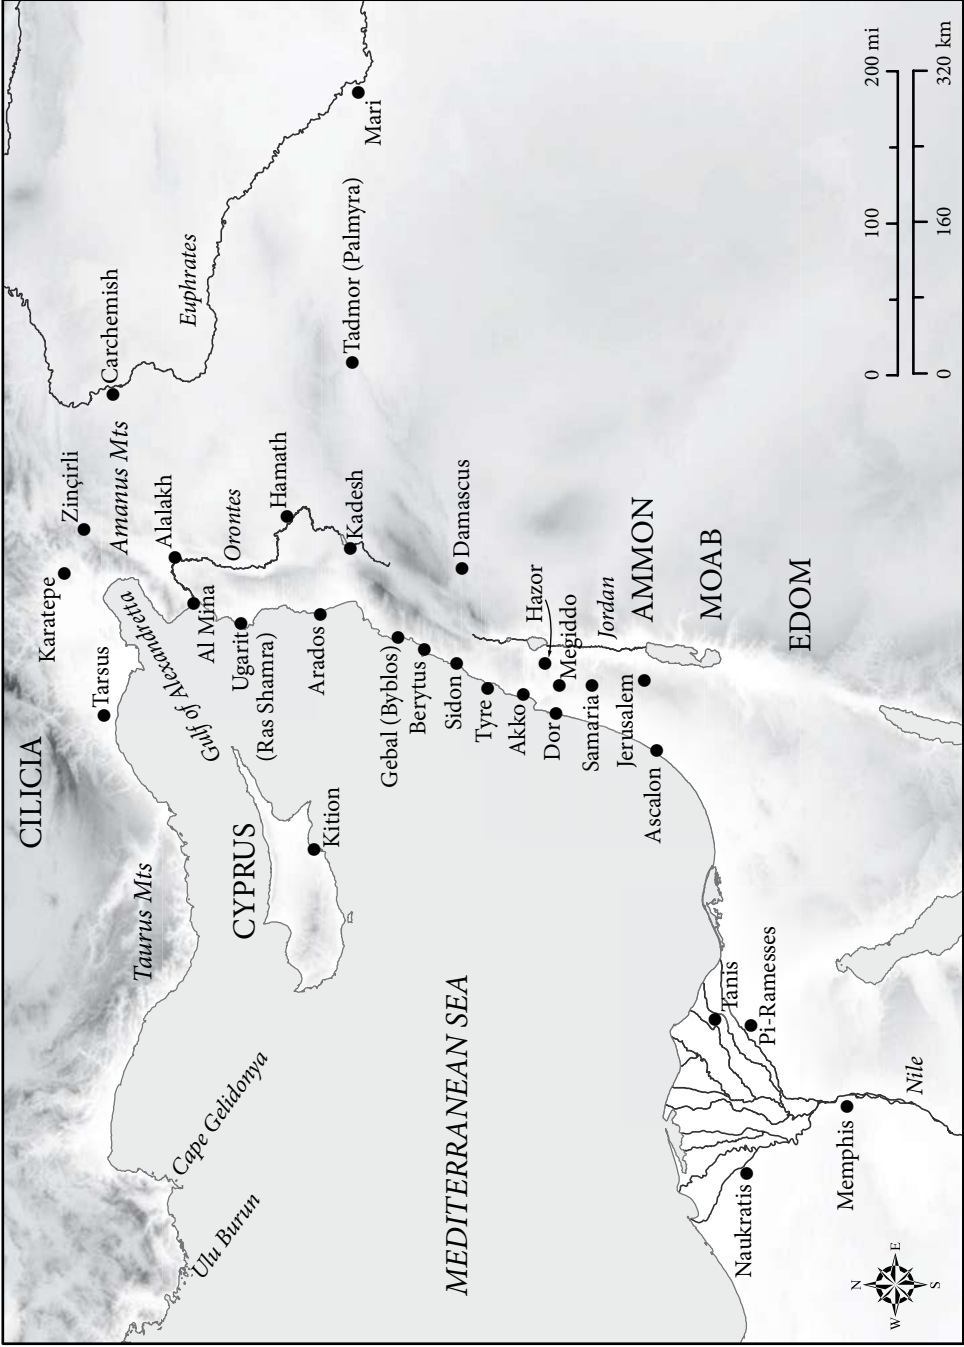 CILICIA
Karatepe
Zinçirli
Tarsus
Amanus Mts
Carchemish
Taurus Mts
Gulf of Alexandretta
Alalakh
Al Mina
Euphrates
Orontes
Ugarit
(Ras Shamra)
Hamath
CYPRUS
Kition
Arados
Kadesh
Tadmor (Palmyra)
Mari
Cape Gelidonya
Ulu Burun
Gebal (Byblos)
Berytus
Sidon
Damascus
Tyre
Akko
Hazor
Dor
Megiddo
Samaria
Jordan
Jerusalem
AMMON
Ascalon
MOAB
EDOM
MEDITERRANEAN SEA
Tanis
Pi-Ramesses
Naukratis
Memphis
Nile
N
W
E
S
0
100
200 mi
0
160
320 km